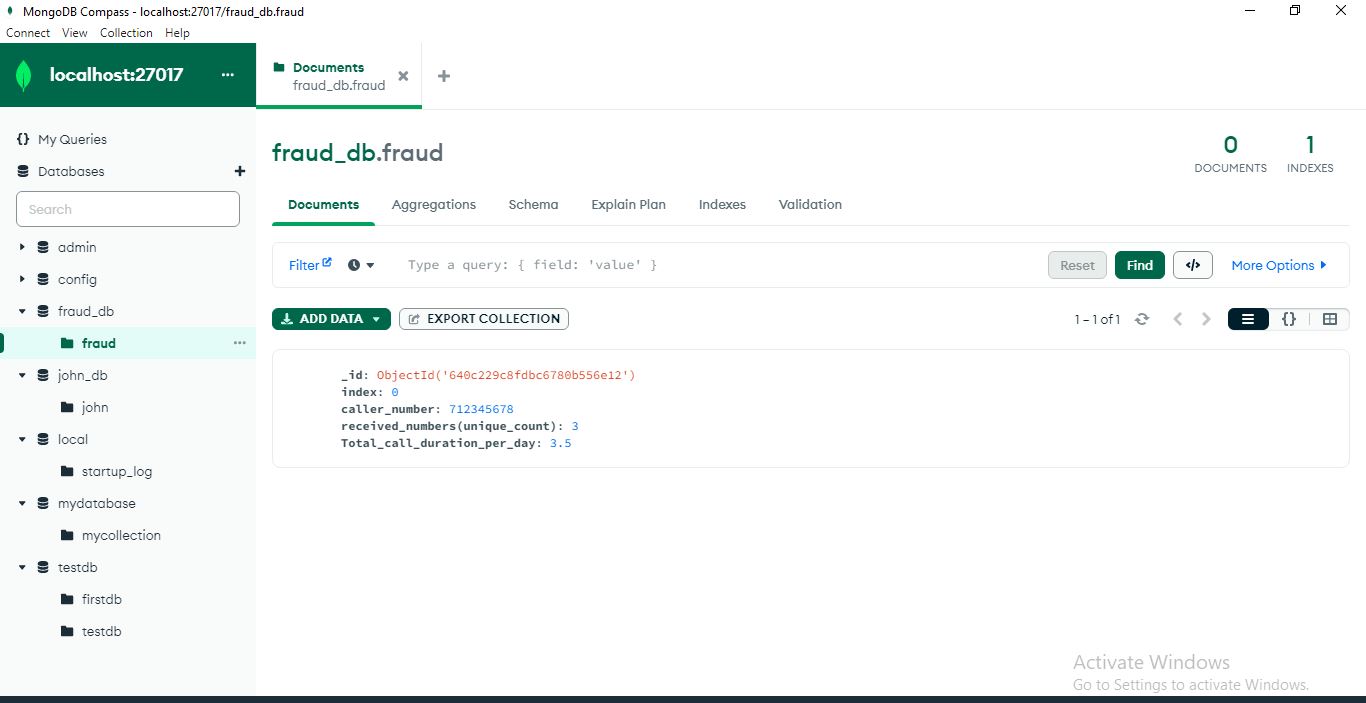 MongoDB Compass - localhost:27017/fraud_db.fraud
Connect View Collection Help
localhost:27017
Documents
fraud_db.fraud
{} My Queries
Databases
Search
admin
config
fraud_db
fraud
john_db
john
local
startup_log
mydatabase
mycollection
testdb
firstdb
testdb
fraud_db.fraud
0
DOCUMENTS
1
INDEXES
Documents Aggregations Schema Explain Plan Indexes Validation
Filter Type a query: { field: 'value' } Reset Find </> More Options
ADD DATA EXPORT COLLECTION 1 – 1 of 1 {}
_id: ObjectId('640c229c8fdbc6780b556e12')
index: 0
caller_number: 712345678
received_numbers(unique_count): 3
Total_call_duration_per_day: 3.5
Activate Windows
Go to Settings to activate Windows.